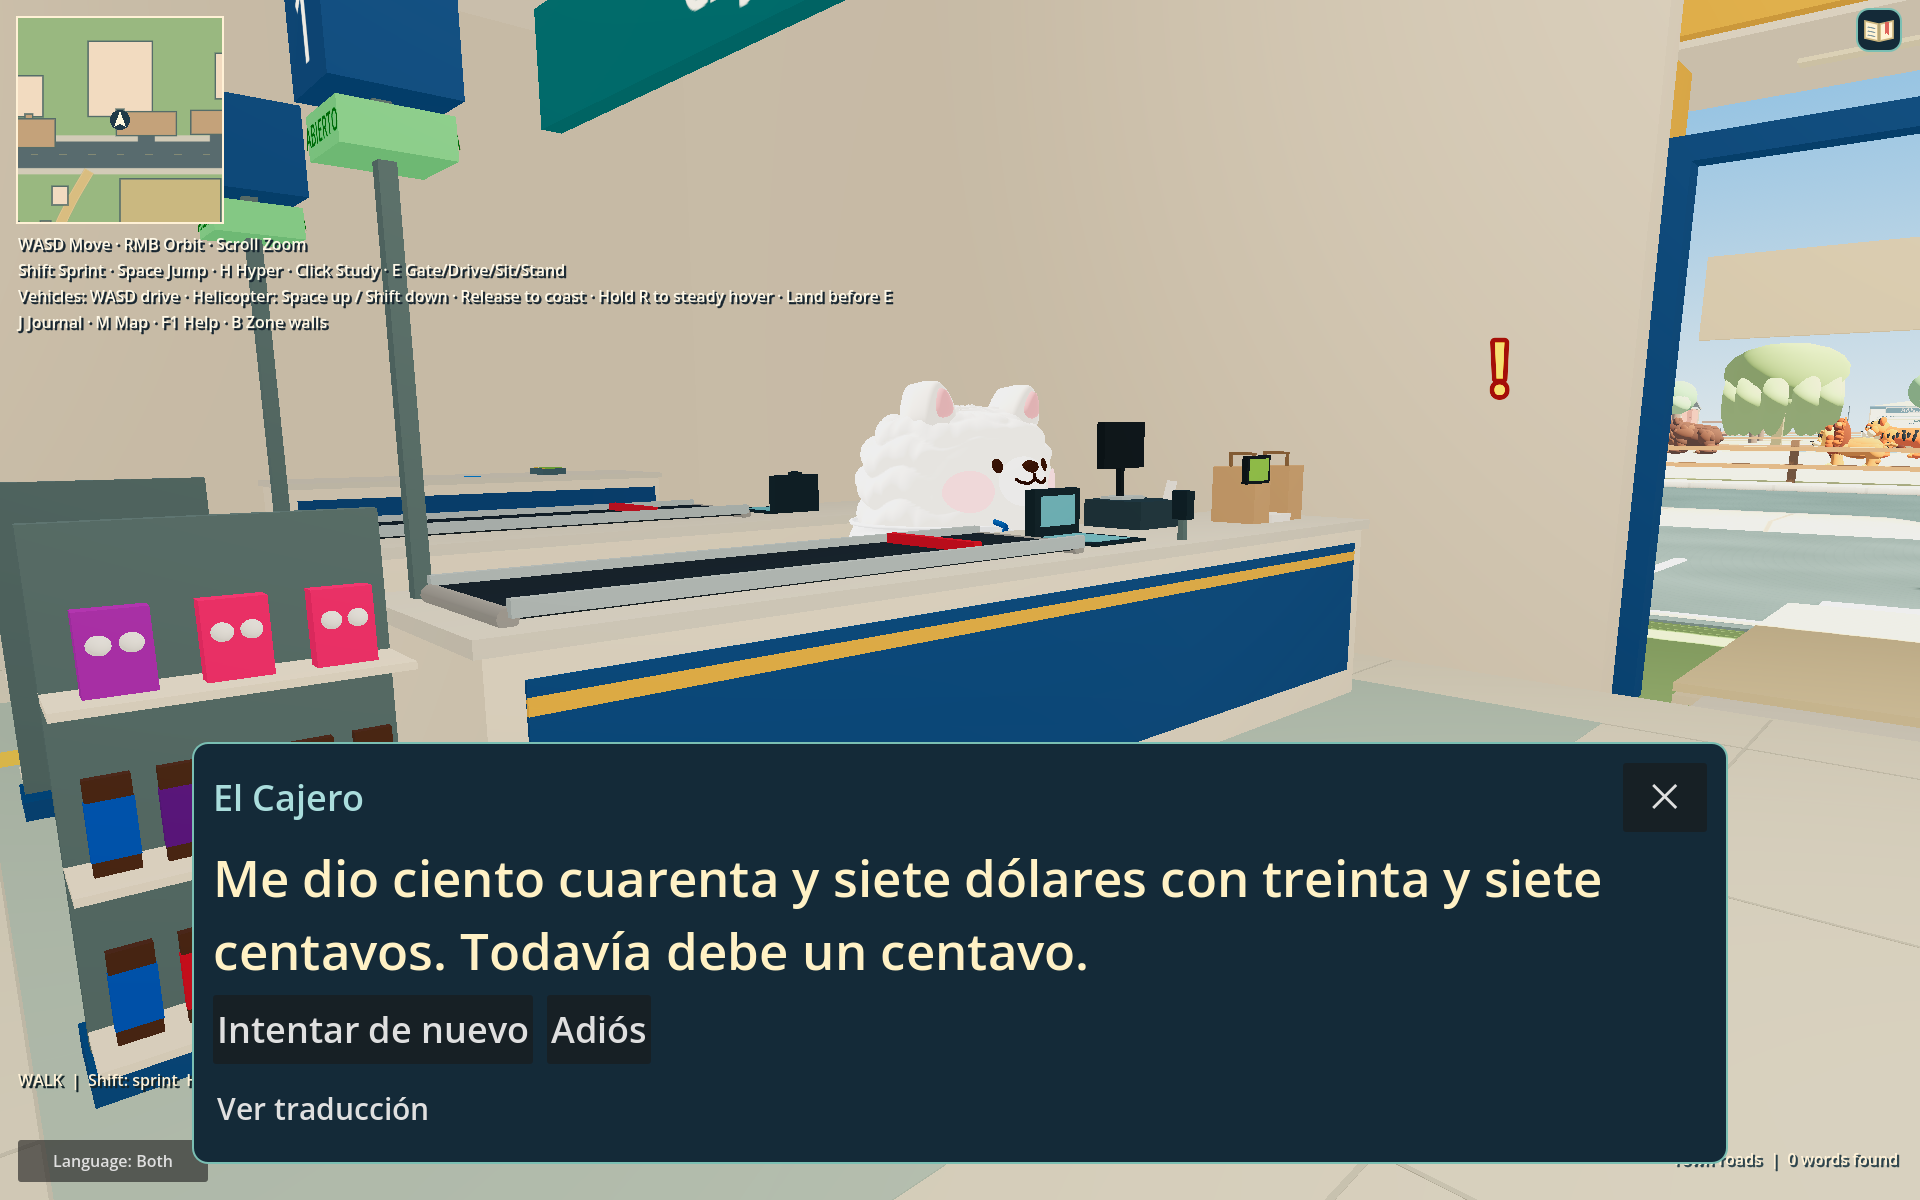 ABIERTO
WASD Move · RMB Orbit · Scroll Zoom
Shift Sprint · Space Jump · H Hyper · Click Study · E Gate/Drive/Sit/Stand
Vehicles: WASD drive · Helicopter: Space up / Shift down · Release to coast · Hold R to steady hover · Land before E
J Journal · M Map · F1 Help · B Zone walls
El Cajero
Me dio ciento cuarenta y siete dólares con treinta y siete
centavos. Todavía debe un centavo.
Intentar de nuevo Adiós
Ver traducción
WALK | Shift: sprint
Language: Both
roads | 0 words found